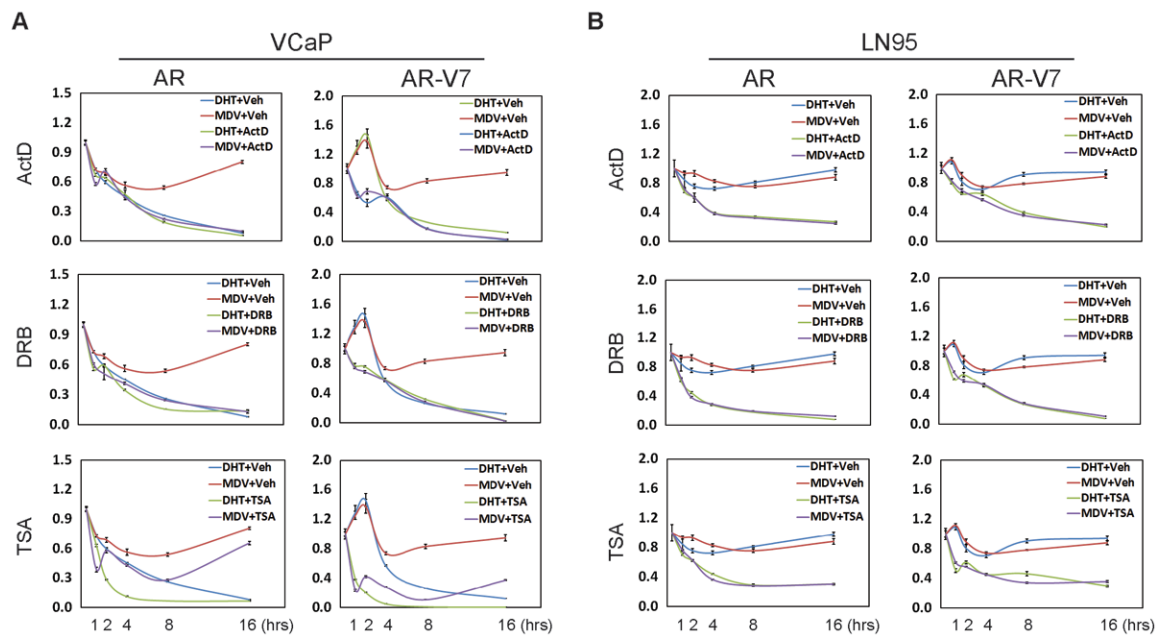 A
B
VCaP
LN95
AR
AR-V7
AR
AR-V7
ActD
1.5
1.2
0.9
0.6
0.3
0.0
DHT+Veh
MDV+Veh
DHT+ActD
MDV+ActD
2.0
1.6
1.2
0.8
0.4
0.0
DHT+Veh
MDV+Veh
DHT+ActD
MDV+ActD
ActD
2.0
1.6
1.2
0.8
0.4
0.0
DHT+Veh
MDV+Veh
DHT+ActD
MDV+ActD
2.0
1.6
1.2
0.8
0.4
0.0
DHT+Veh
MDV+Veh
DHT+ActD
MDV+ActD
DRB
1.5
1.2
0.9
0.6
0.3
0.0
DHT+Veh
MDV+Veh
DHT+DRB
MDV+DRB
2.0
1.6
1.2
0.8
0.4
0.0
DHT+Veh
MDV+Veh
DHT+DRB
MDV+DRB
DRB
2.0
1.6
1.2
0.8
0.4
0.0
DHT+Veh
MDV+Veh
DHT+DRB
MDV+DRB
2.0
1.6
1.2
0.8
0.4
0.0
DHT+Veh
MDV+Veh
DHT+DRB
MDV+DRB
TSA
1.5
1.2
0.9
0.6
0.3
0.0
DHT+Veh
MDV+Veh
DHT+TSA
MDV+TSA
2.0
1.6
1.2
0.8
0.4
0.0
DHT+Veh
MDV+Veh
DHT+TSA
MDV+TSA
TSA
2.0
1.6
1.2
0.8
0.4
0.0
DHT+Veh
MDV+Veh
DHT+TSA
MDV+TSA
2.0
1.6
1.2
0.8
0.4
0.0
DHT+Veh
MDV+Veh
DHT+TSA
MDV+TSA
1 2 4 8 16 (hrs)
1 2 4 8 16 (hrs)
1 2 4 8 16 (hrs)
1 2 4 8 16 (hrs)